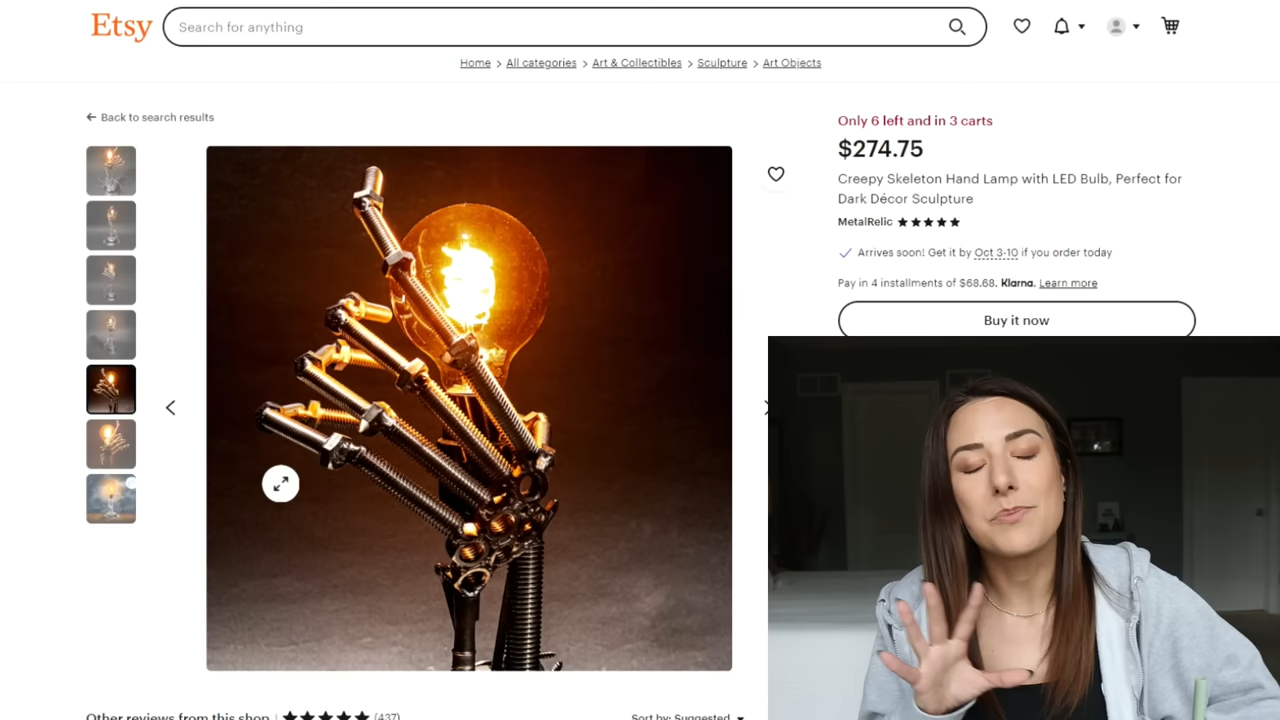 Etsy
Search for anything
Home > All categories > Art & Collectibles > Sculpture > Art Objects
← Back to search results
Only 6 left and in 3 carts
$274.75
Creepy Skeleton Hand Lamp with LED Bulb, Perfect for
Dark Décor Sculpture
MetalRelic ★★★★★
Arrives soon! Get it by Oct 3-10 if you order today
Pay in 4 installments of $68.68. Klarna. Learn more
Buy it now
Other reviews from this shop | ★★★★★ (437)
Sort by: Suggested